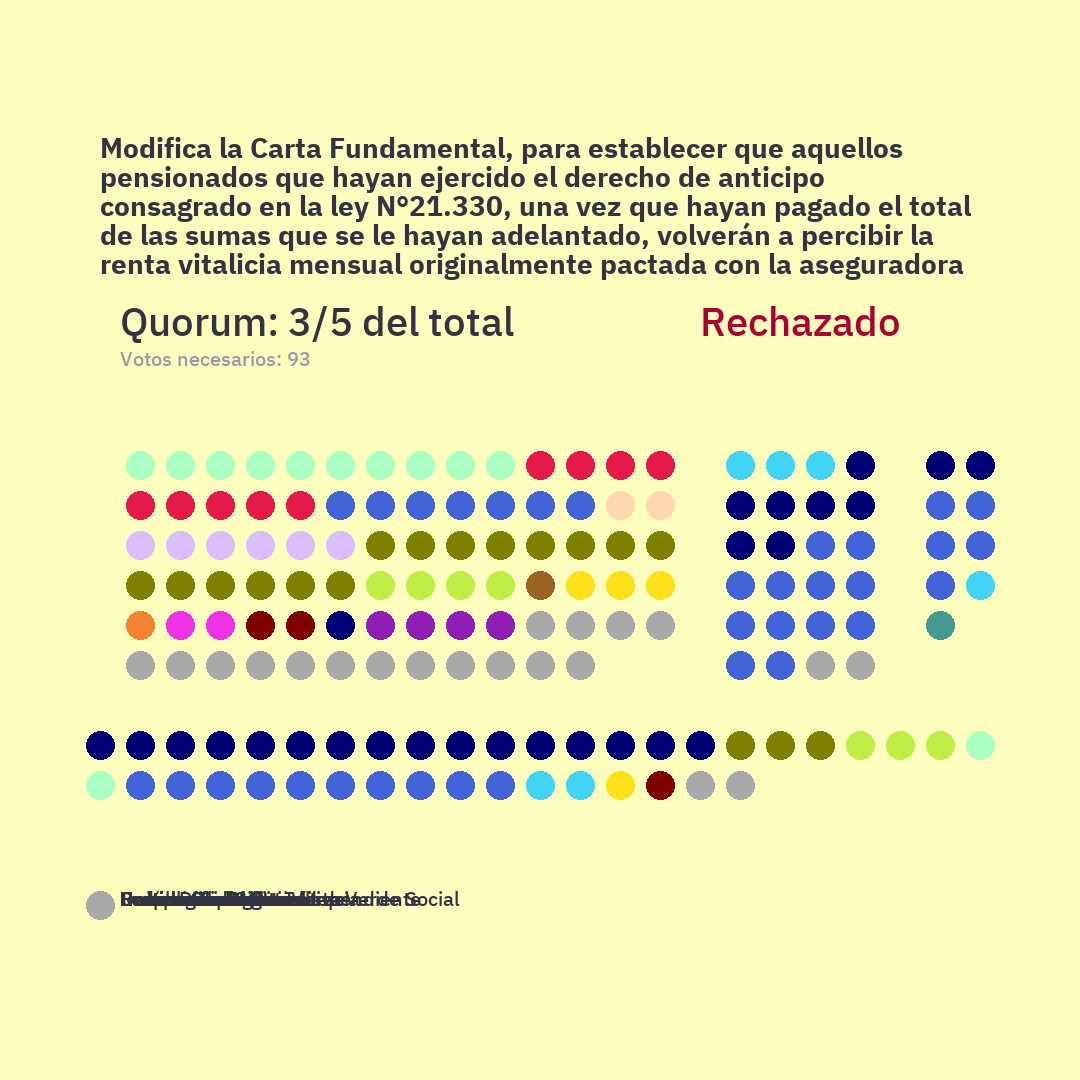 Modifica la Carta Fundamental, para establecer que aquellos
pensionados que hayan ejercido el derecho de anticipo
consagrado en la ley N°21.330, una vez que hayan pagado el total
de las sumas que se le hayan adelantado, volverán a percibir la
renta vitalicia mensual originalmente pactada con la aseguradora
Quorum: 3/5 del total
Rechazado
Votos necesarios: 93
Social